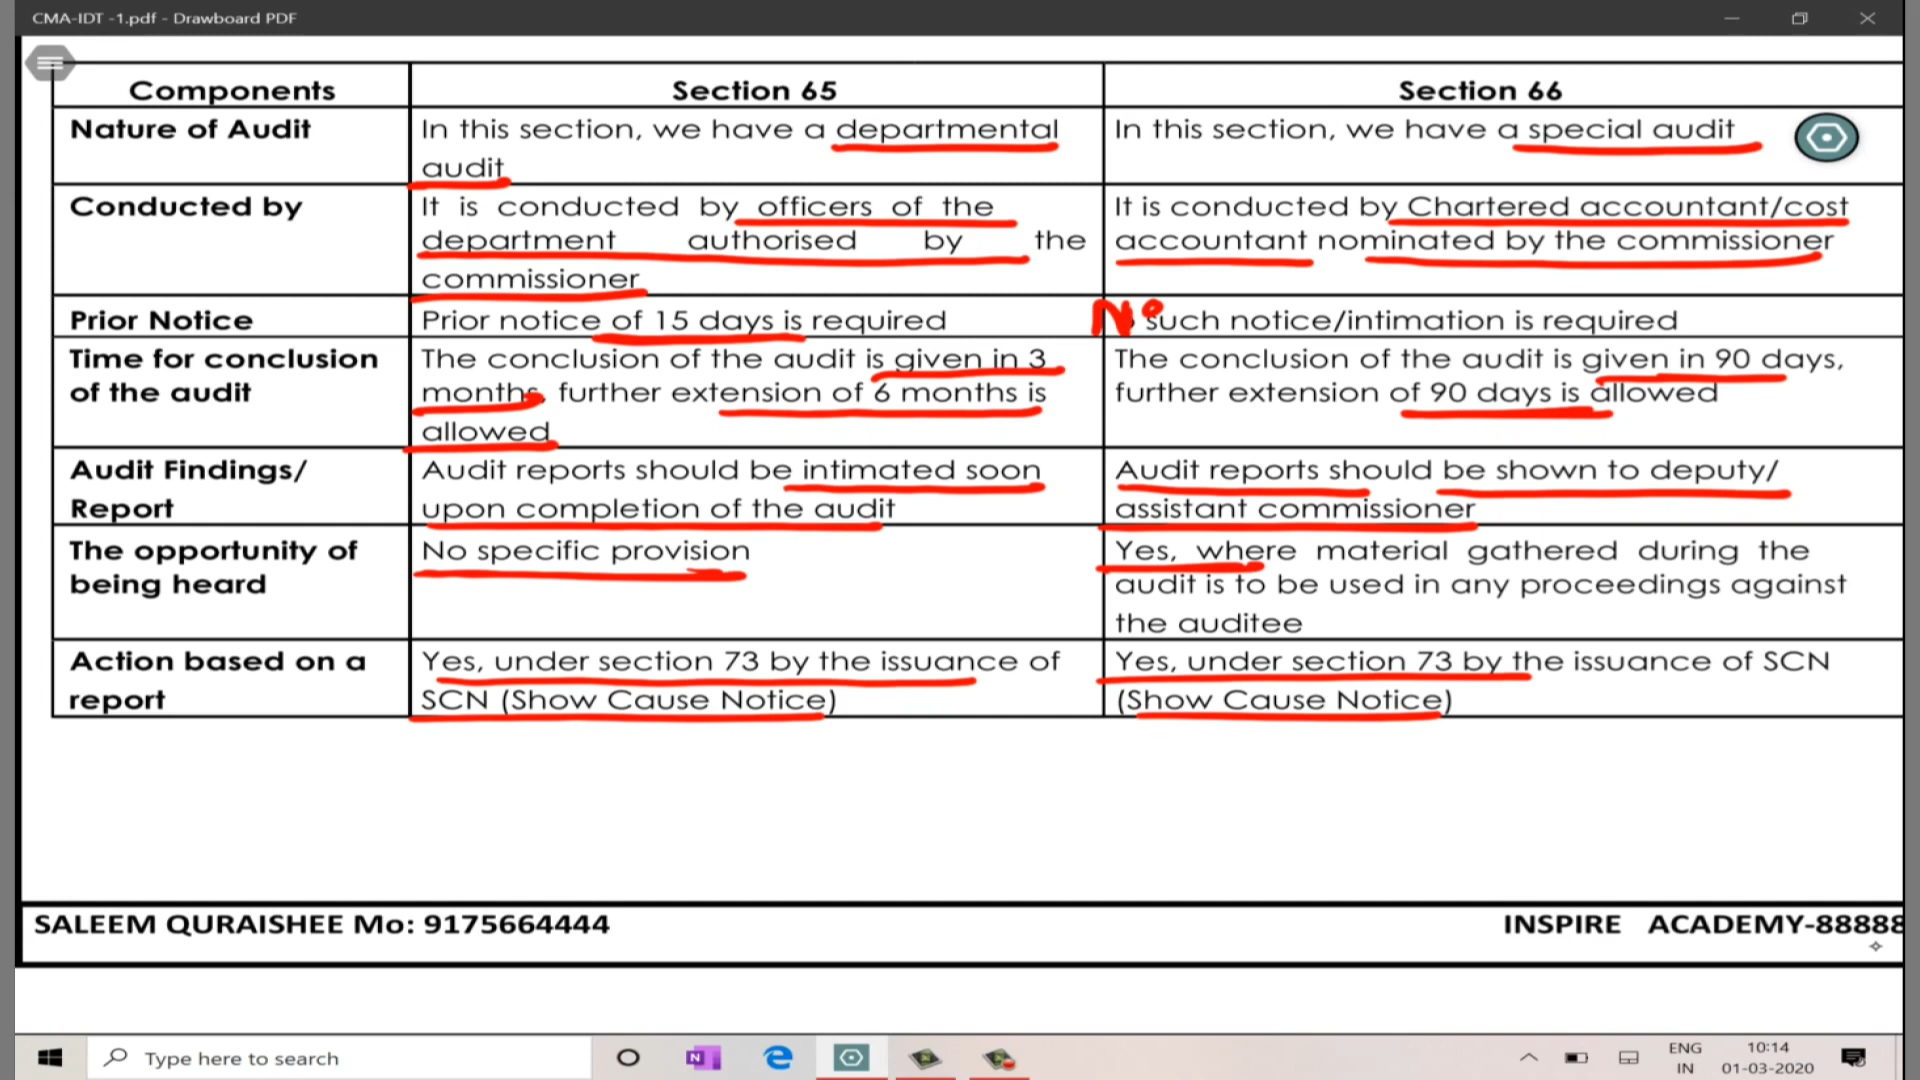 CMA-IDT -1.pdf - Drawboard PDF
Components Section 65 Section 66
Nature of Audit
In this section, we have a departmental
audit
In this section, we have a special audit
Conducted by
It is conducted by officers of the
department authorised by the
commissioner
It is conducted by Chartered accountant/cost
accountant nominated by the commissioner
Prior Notice
Prior notice of 15 days is required
No such notice/intimation is required
Time for conclusion
of the audit
The conclusion of the audit is given in 3
months, further extension of 6 months is
allowed
The conclusion of the audit is given in 90 days,
further extension of 90 days is allowed
Audit Findings/
Report
Audit reports should be intimated soon
upon completion of the audit
Audit reports should be shown to deputy/
assistant commissioner
The opportunity of
being heard
No specific provision
Yes, where material gathered during the
audit is to be used in any proceedings against
the auditee
Action based on a
report
Yes, under section 73 by the issuance of
SCN (Show Cause Notice)
Yes, under section 73 by the issuance of SCN
(Show Cause Notice)
SALEEM QURAISHEE Mo: 9175664444 INSPIRE ACADEMY-88888
Type here to search
N
ENG
IN
10:14
01-03-2020